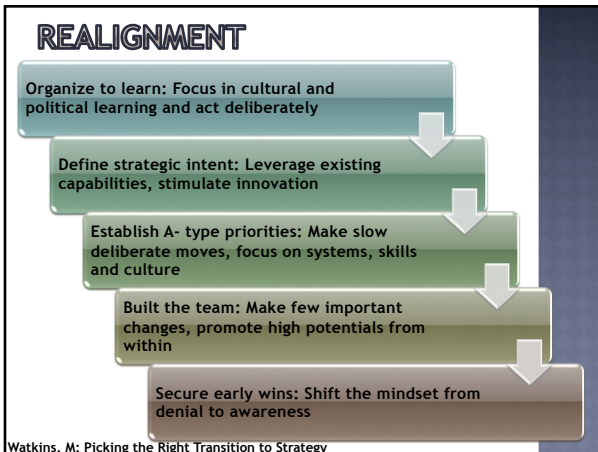 REALIGNMENT
Organize to learn: Focus in cultural and
political learning and act deliberately
Define strategic intent: Leverage existing
capabilities, stimulate innovation
Establish A- type priorities: Make slow
deliberate moves, focus on systems, skills
and culture
Built the team: Make few important
changes, promote high potentials from
within
Secure early wins: Shift the mindset from
denial to awareness
Watkins, M: Picking the Right Transition to Strategy